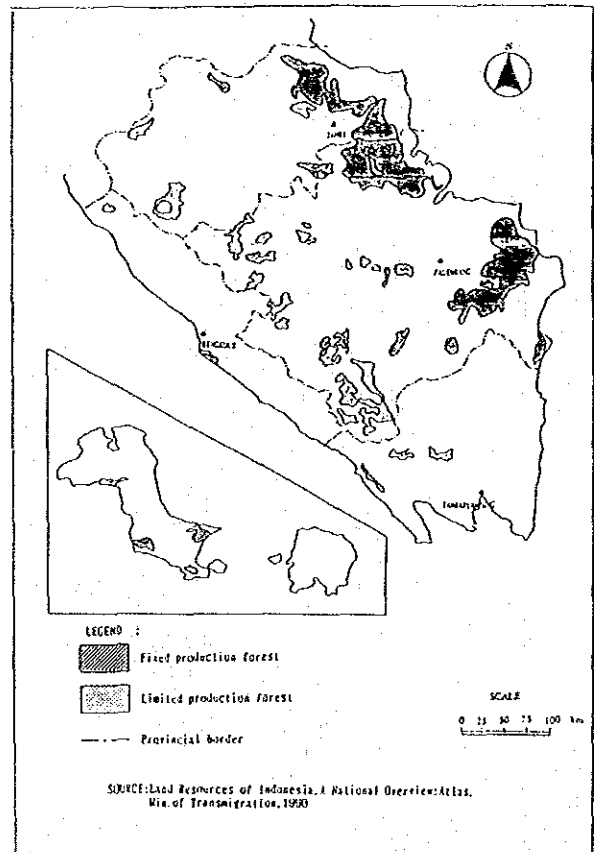 N
JAMBI
PALEMBANG
BENGKULU
LEGEND :
Fixed production forest
Limited production forest
Provincial border
SCALE
0 25 50 75 100 km
SOURCE:Land Resources of Indonesia.A National Overview:Atlas.
Min.of Transmigration.1990